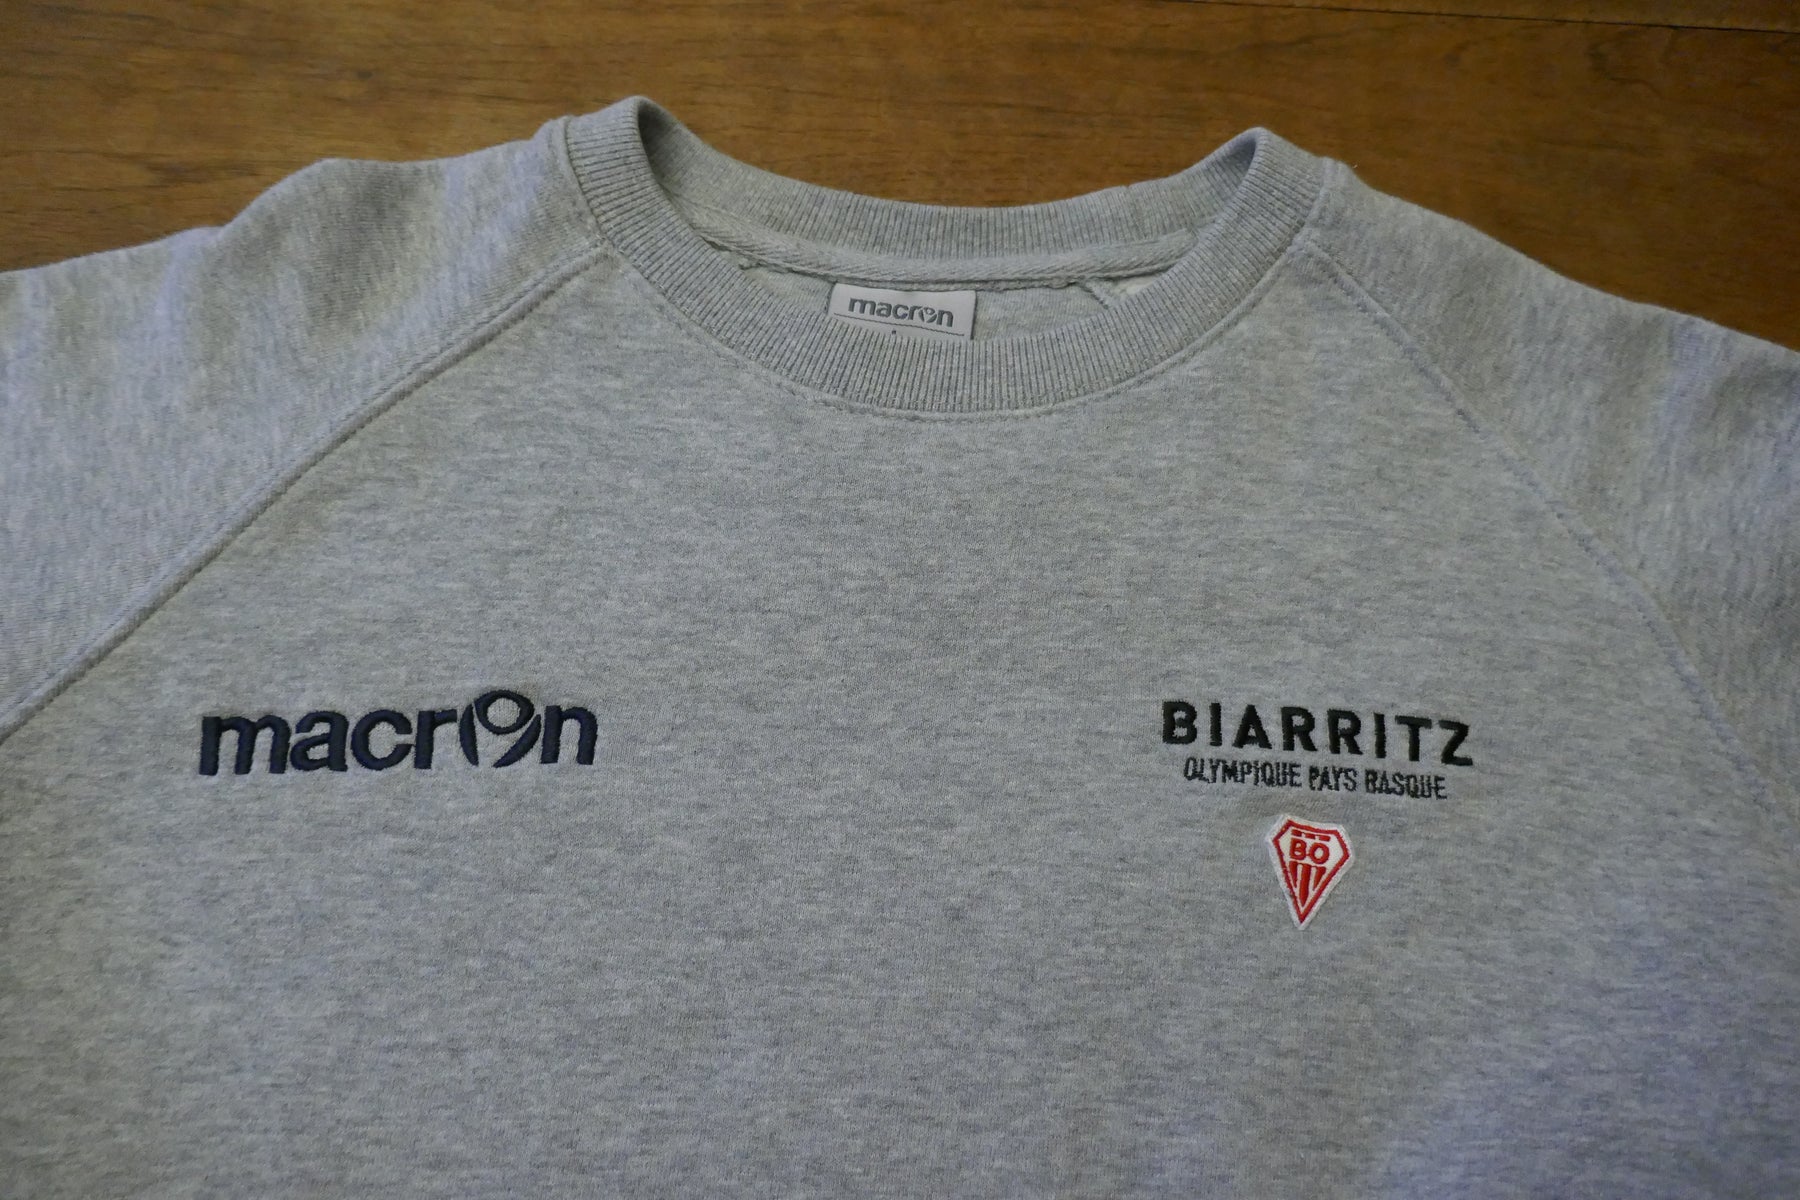 macron
macron
BIARRITZ
OLYMPIQUE PAYS BASQUE
BO